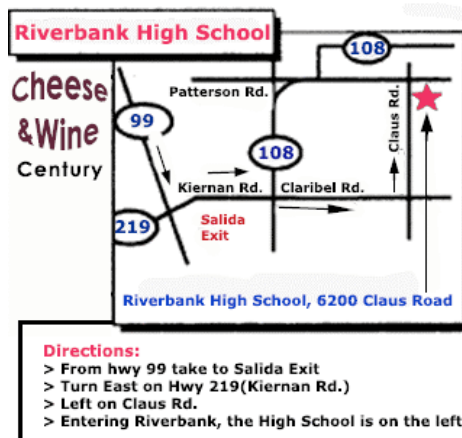 Riverbank High School
108
Cheese
&Wine
Century
Patterson Rd.
99
Claus Rd.
108
Kiernan Rd.
Claribel Rd.
219
Salida
Exit
Riverbank High School, 6200 Claus Road
Directions:
> From hwy 99 take to Salida Exit
> Turn East on Hwy 219(Kiernan Rd.)
> Left on Claus Rd.
> Entering Riverbank, the High School is on the left